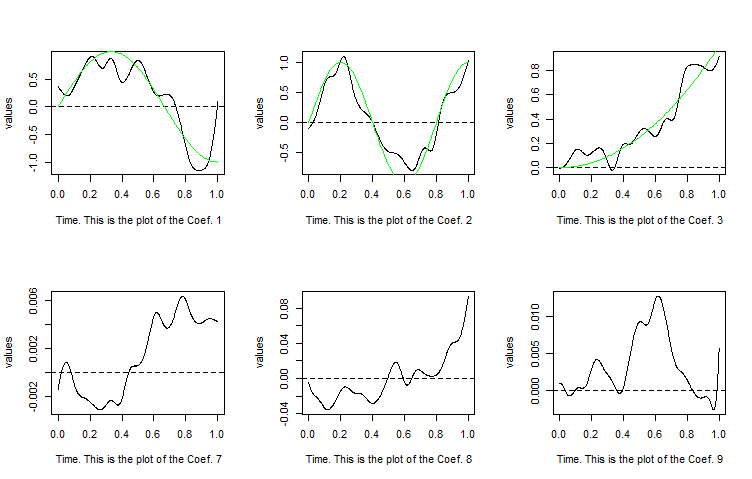 values
-1.0 -0.5 0.0 0.5
0.0 0.2 0.4 0.6 0.8 1.0
Time. This is the plot of the Coef. 1
values
-0.5 0.0 0.5 1.0
0.0 0.2 0.4 0.6 0.8 1.0
Time. This is the plot of the Coef. 2
values
0.0 0.2 0.4 0.6 0.8
0.0 0.2 0.4 0.6 0.8 1.0
Time. This is the plot of the Coef. 3
values
-0.002 0.002 0.006
0.0 0.2 0.4 0.6 0.8 1.0
Time. This is the plot of the Coef. 7
values
-0.04 0.00 0.04 0.08
0.0 0.2 0.4 0.6 0.8 1.0
Time. This is the plot of the Coef. 8
values
0.000 0.005 0.010
0.0 0.2 0.4 0.6 0.8 1.0
Time. This is the plot of the Coef. 9